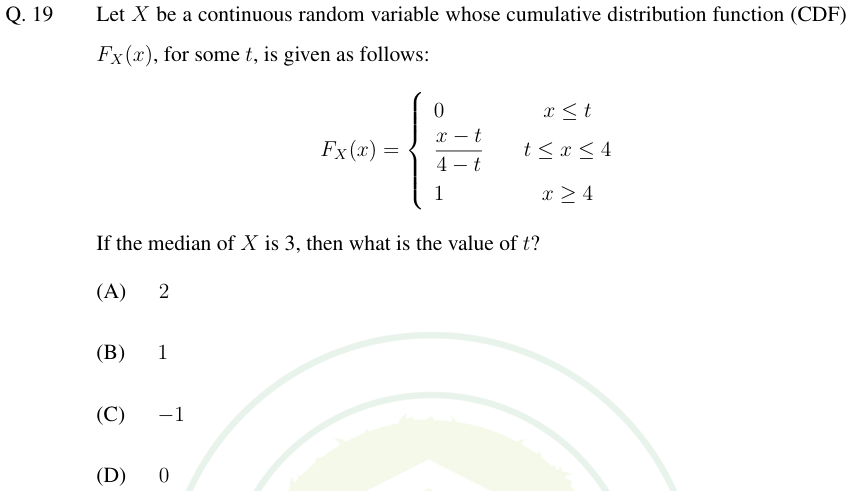 Q. 19 Let X be a continuous random variable whose cumulative distribution function (CDF)
F_X(x), for some t, is given as follows:
F_X(x) = { 0 x ≤ t
(x − t)/(4 − t) t ≤ x ≤ 4
1 x ≥ 4
If the median of X is 3, then what is the value of t?
(A) 2
(B) 1
(C) −1
(D) 0